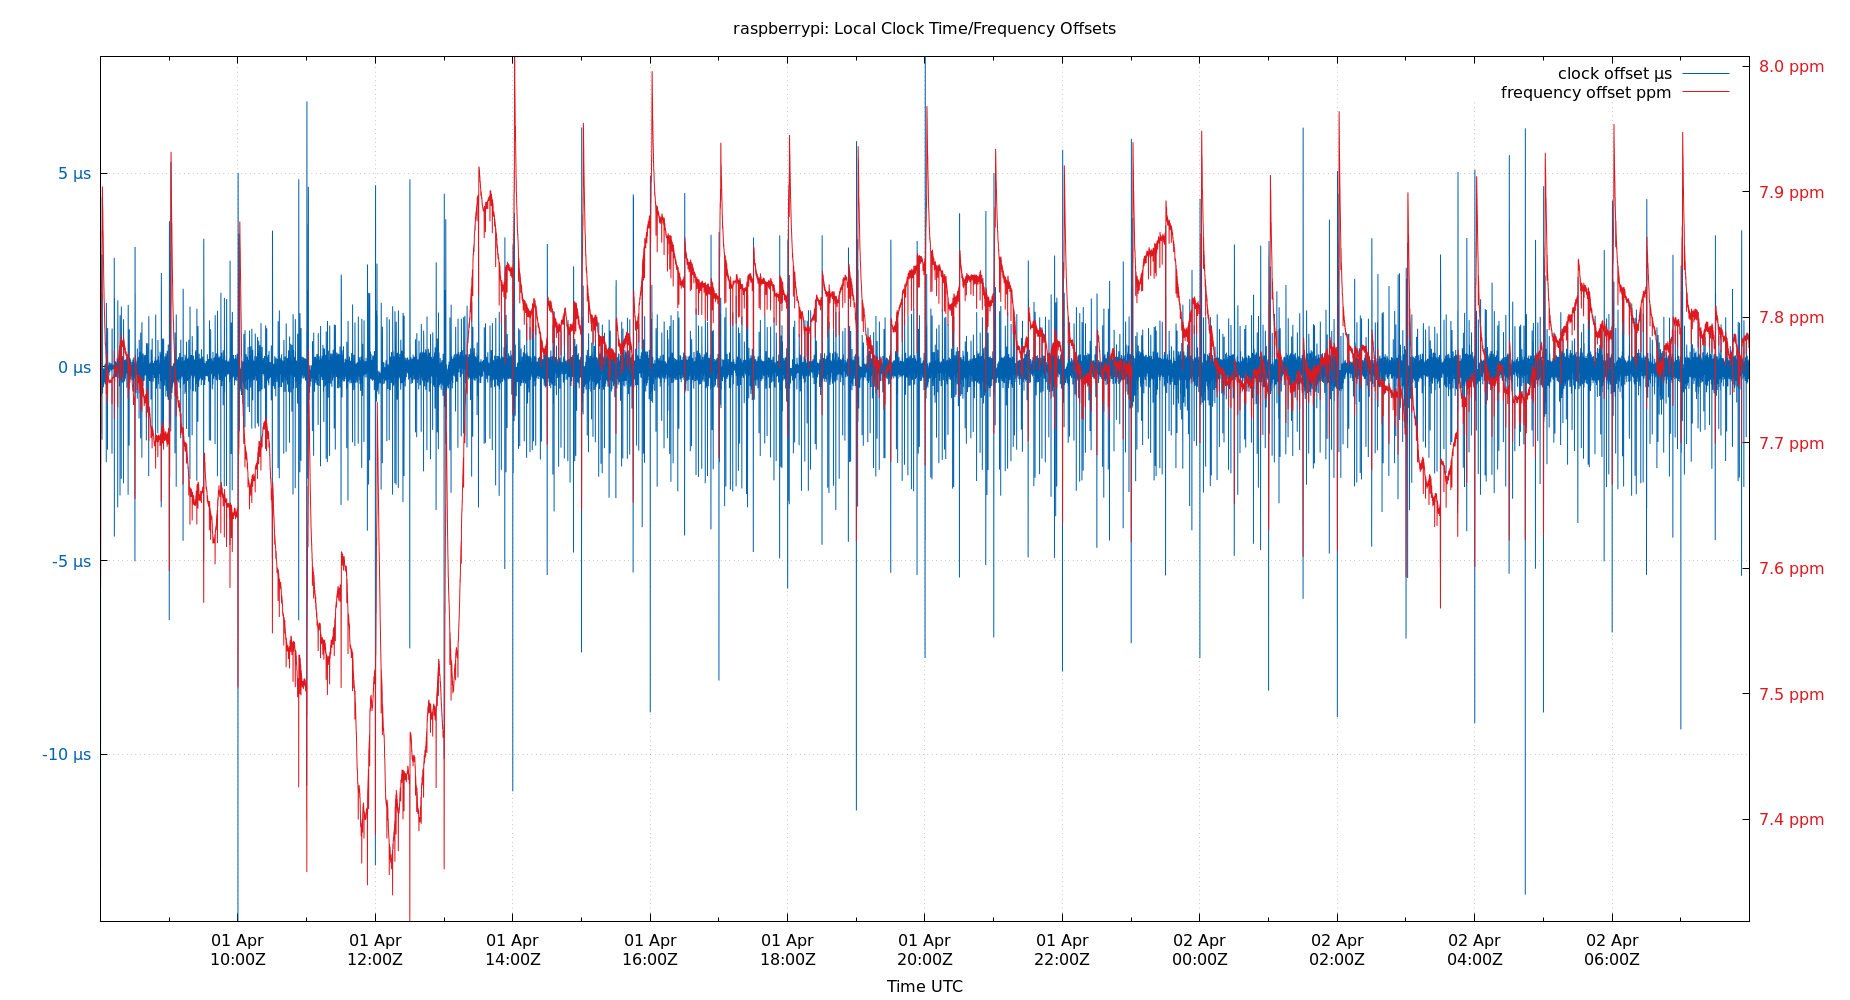 raspberrypi: Local Clock Time/Frequency Offsets
clock offset µs
frequency offset ppm
5 µs
0 µs
-5 µs
-10 µs
8.0 ppm
7.9 ppm
7.8 ppm
7.7 ppm
7.6 ppm
7.5 ppm
7.4 ppm
01 Apr 01 Apr 01 Apr 01 Apr 01 Apr 01 Apr 01 Apr 02 Apr 02 Apr 02 Apr 02 Apr
10:00Z 12:00Z 14:00Z 16:00Z 18:00Z 20:00Z 22:00Z 00:00Z 02:00Z 04:00Z 06:00Z
Time UTC